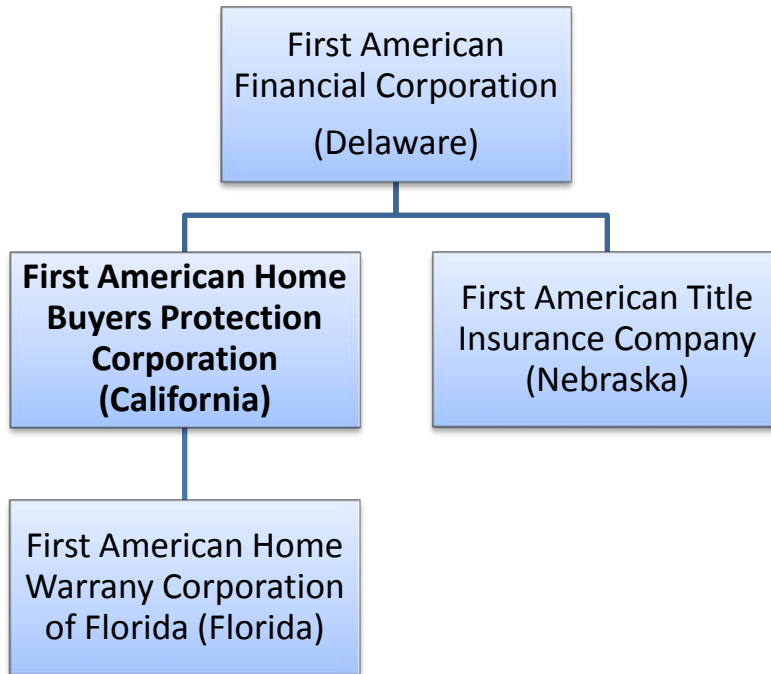 First American
Financial Corporation
(Delaware)
First American Home
Buyers Protection
Corporation
(California)
First American Title
Insurance Company
(Nebraska)
First American Home
Warrany Corporation
of Florida (Florida)